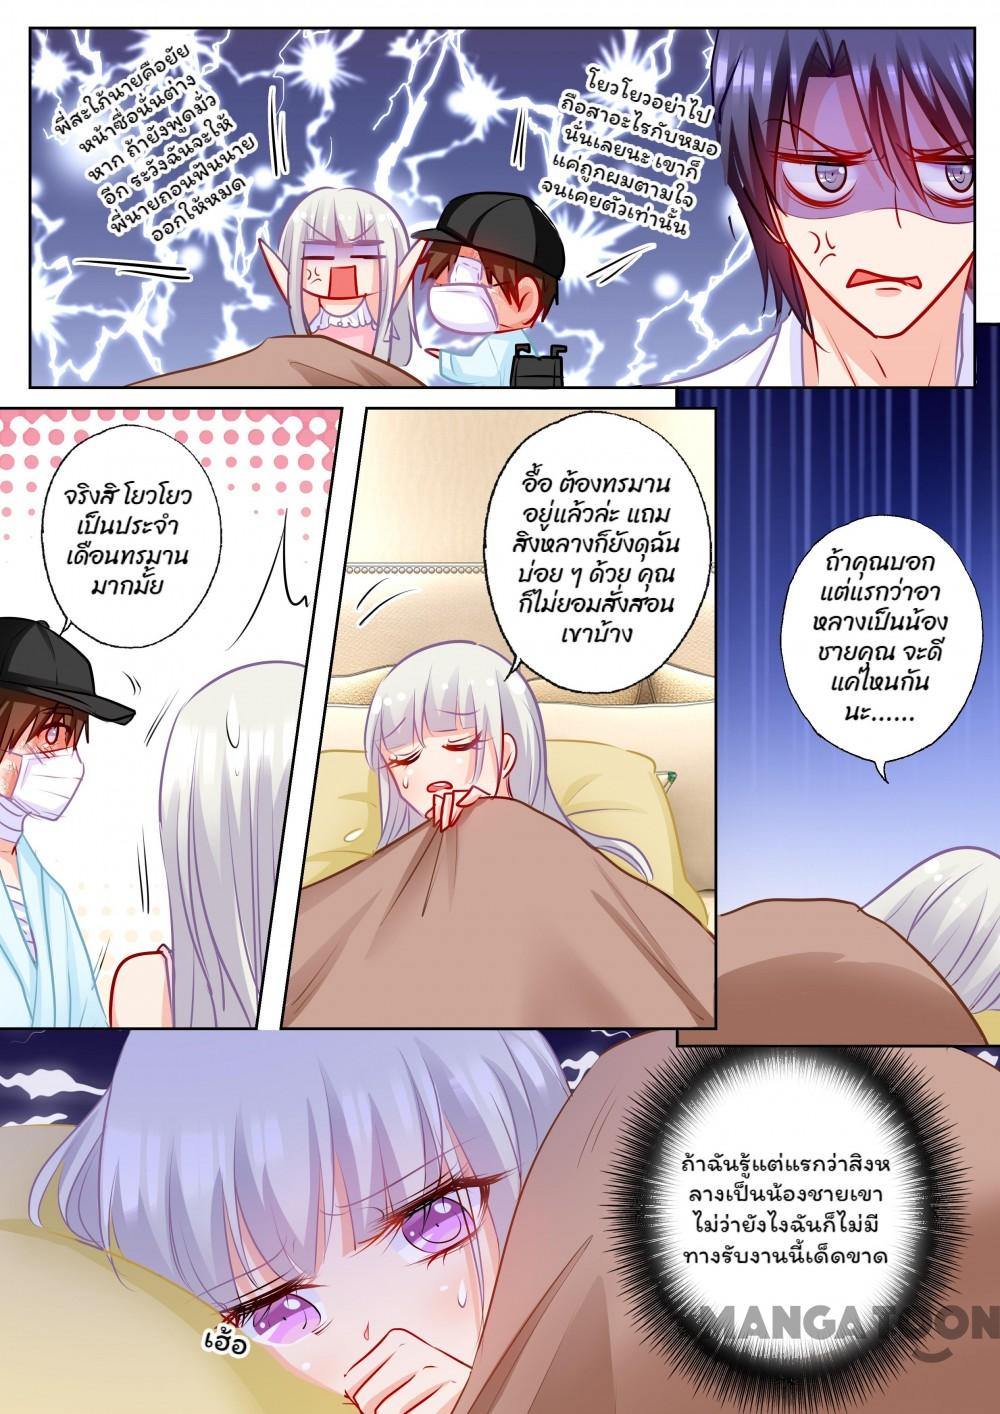 พี่สะใภ้นายคือยัย
หน้าซื่อนั่นต่าง
หาก ถ้ายังพูดมั่ว
อีก ระวังฉันจะให้
พี่นายถอนฟันนาย
ออกให้หมด
โยวโยวอย่าไป
ถือสาอะไรกับหมอ
นั่นเลยนะ เขาก็
แค่ถูกผมตามใจ
จนเคยตัวเท่านั้น
จริงสิ โยวโยว
เป็นประจำ
เดือนทรมาน
มากมั้ย
อื้อ ต้องทรมาน
อยู่แล้วล่ะ แถม
สิงหลางก็ยังดุฉัน
บ่อย ๆ ด้วย คุณ
ก็ไม่ยอมสั่งสอน
เขาบ้าง
ถ้าคุณบอก
แต่แรกว่าอา
หลางเป็นน้อง
ชายคุณ จะดี
แค่ไหนกัน
นะ......
ถ้าฉันรู้แต่แรกว่าสิงห
ลางเป็นน้องชายเขา
ไม่ว่ายังไงฉันก็ไม่มี
ทางรับงานนี้เด็ดขาด
เฮ้อ
MANGATOON